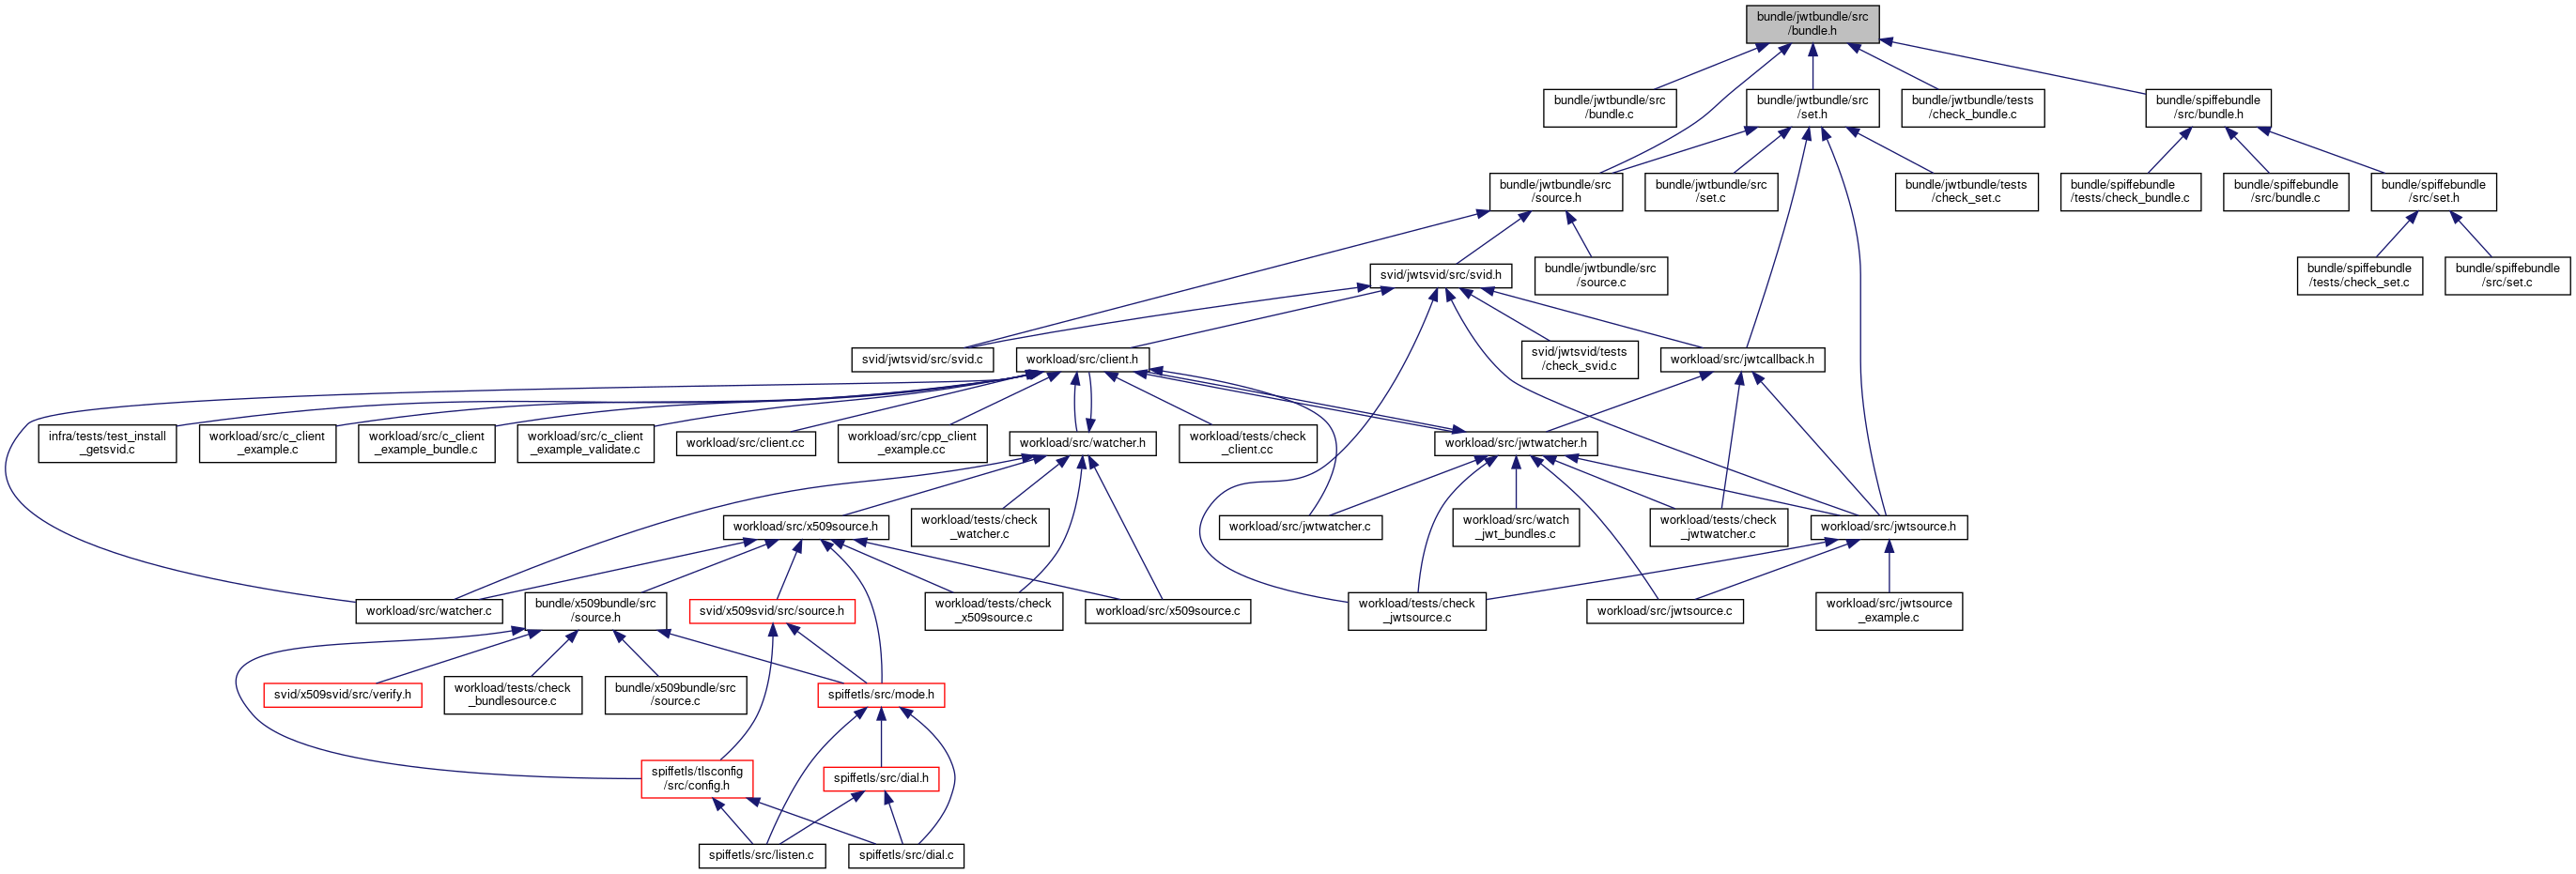 bundle/jwtbundle/src
/bundle.h
bundle/jwtbundle/src
/bundle.c
bundle/jwtbundle/src
/set.h
bundle/jwtbundle/tests
/check_bundle.c
bundle/spiffebundle
/src/bundle.h
bundle/jwtbundle/src
/source.h
bundle/jwtbundle/src
/set.c
bundle/jwtbundle/tests
/check_set.c
bundle/spiffebundle
/tests/check_bundle.c
bundle/spiffebundle
/src/bundle.c
bundle/spiffebundle
/src/set.h
svid/jwtsvid/src/svid.h
bundle/jwtbundle/src
/source.c
bundle/spiffebundle
/tests/check_set.c
bundle/spiffebundle
/src/set.c
svid/jwtsvid/src/svid.c
workload/src/client.h
svid/jwtsvid/tests
/check_svid.c
workload/src/jwtcallback.h
infra/tests/test_install
_getsvid.c
workload/src/c_client
_example.c
workload/src/c_client
_example_bundle.c
workload/src/c_client
_example_validate.c
workload/src/client.cc
workload/src/cpp_client
_example.cc
workload/src/watcher.h
workload/tests/check
_client.cc
workload/src/jwtwatcher.h
workload/src/x509source.h
workload/tests/check
_watcher.c
workload/src/jwtwatcher.c
workload/src/watch
_jwt_bundles.c
workload/tests/check
_jwtwatcher.c
workload/src/jwtsource.h
workload/src/watcher.c
bundle/x509bundle/src
/source.h
svid/x509svid/src/source.h
workload/tests/check
_x509source.c
workload/src/x509source.c
workload/tests/check
_jwtsource.c
workload/src/jwtsource.c
workload/src/jwtsource
_example.c
svid/x509svid/src/verify.h
workload/tests/check
_bundlesource.c
bundle/x509bundle/src
/source.c
spiffetls/src/mode.h
spiffetls/tlsconfig
/src/config.h
spiffetls/src/dial.h
spiffetls/src/listen.c
spiffetls/src/dial.c